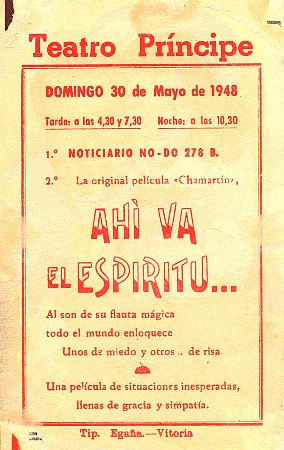 Teatro Príncipe
DOMINGO 30 de Mayo de 1948
Tarde: a las 4,30 y 7,30 Noche: a las 10,30
1.º NOTICIARIO NO-DO 278 B.
2.º La original película «Chamartín»,
AHÌ VA
EL ESPIRITU...
Al son de su flauta mágica
todo el mundo enloquece
Unos de miedo y otros .. de risa.
Una película de situaciones inesperadas,
llenas de gracia y simpatía.
Tip. Egaña.—Vitoria